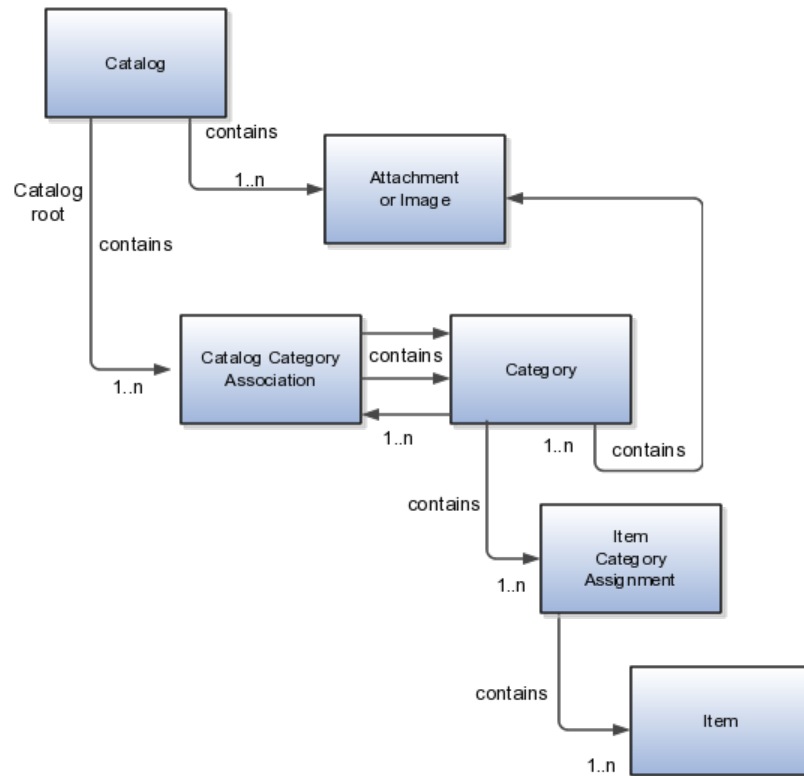 Catalog
contains
1..n
Attachment
or Image
Catalog
root
contains
1..n
Catalog Category
Association
contains
Category
1..n
1..n
contains
contains
1..n
Item
Category
Assignment
contains
1..n
Item